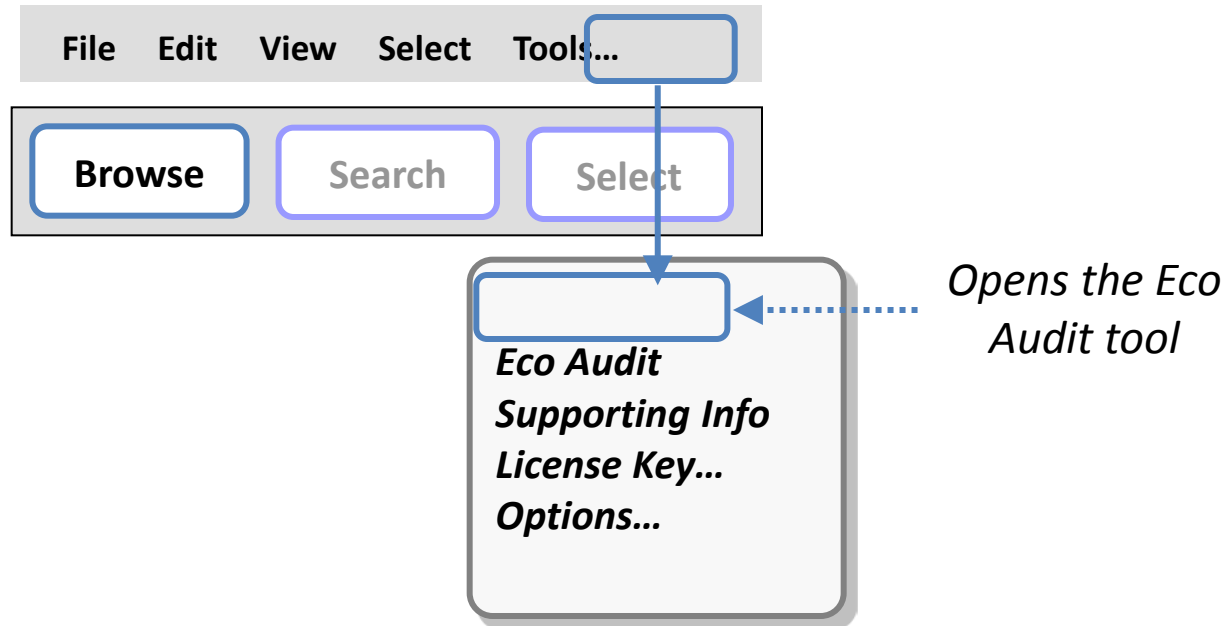 File Edit View Select Tools…
Browse Search Select
Opens the Eco
Audit tool
Eco Audit
Supporting Info
License Key…
Options…